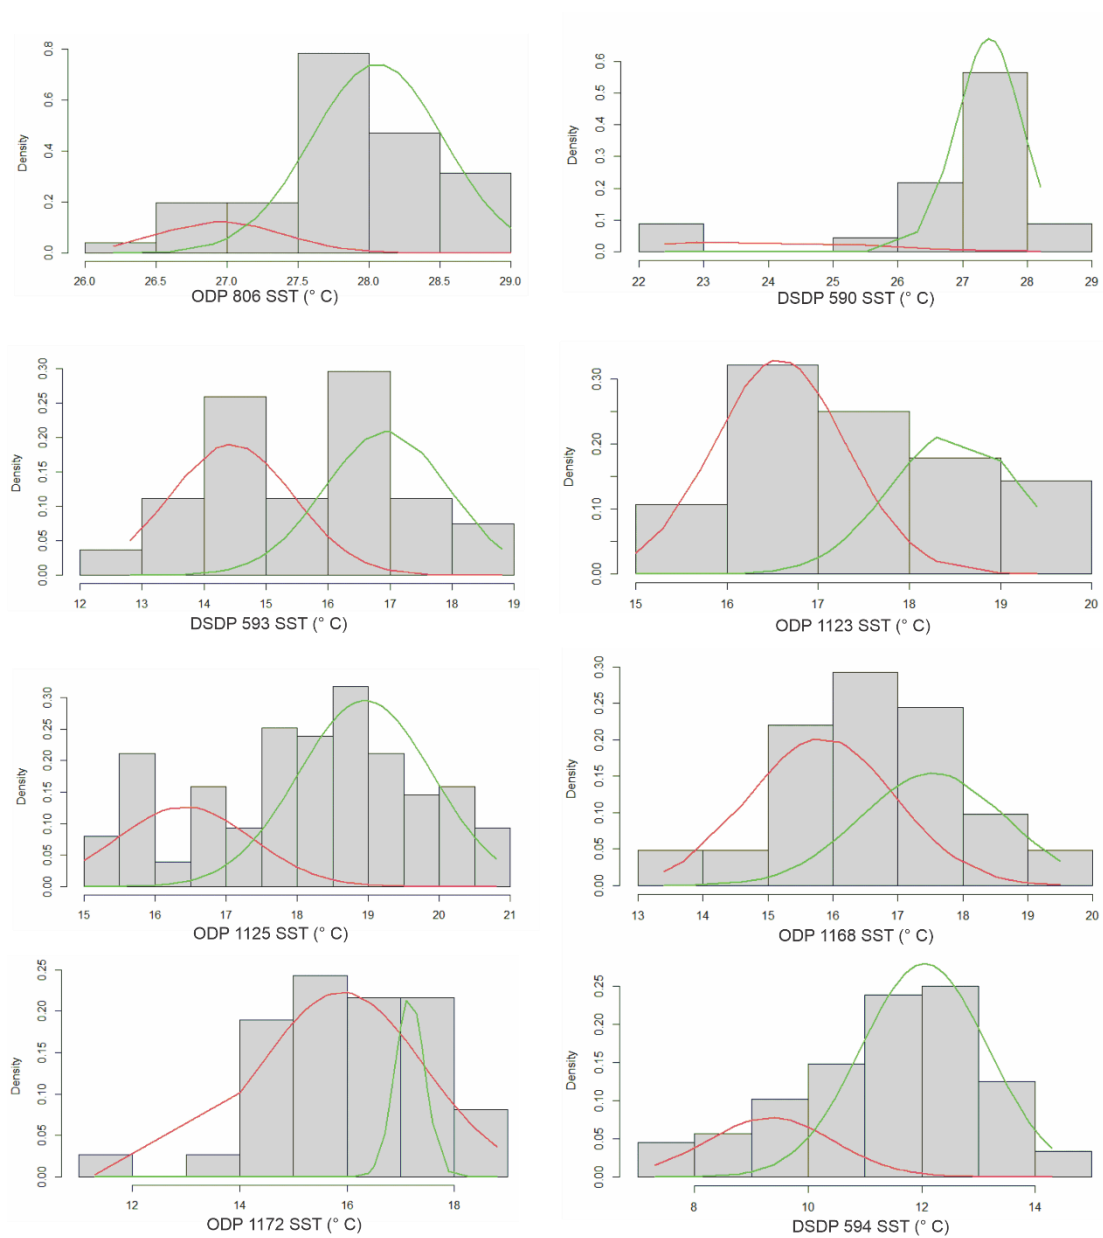 Density
0.0 0.2 0.4 0.6 0.8
26.0 26.5 27.0 27.5 28.0 28.5 29.0
ODP 806 SST (° C)
Density
0.0 0.1 0.2 0.3 0.4 0.5 0.6
22 23 24 25 26 27 28 29
DSDP 590 SST (° C)
Density
0.00 0.05 0.10 0.15 0.20 0.25 0.30
12 13 14 15 16 17 18 19
DSDP 593 SST (° C)
Density
0.00 0.10 0.20 0.30
15 16 17 18 19 20
ODP 1123 SST (° C)
Density
0.00 0.05 0.10 0.15 0.20 0.25 0.30
15 16 17 18 19 20 21
ODP 1125 SST (° C)
Density
0.00 0.05 0.10 0.15 0.20 0.25 0.30
13 14 15 16 17 18 19 20
ODP 1168 SST (° C)
Density
0.00 0.05 0.10 0.15 0.20 0.25
12 14 16 18
ODP 1172 SST (° C)
Density
0.00 0.05 0.10 0.15 0.20 0.25
8 10 12 14
DSDP 594 SST (° C)